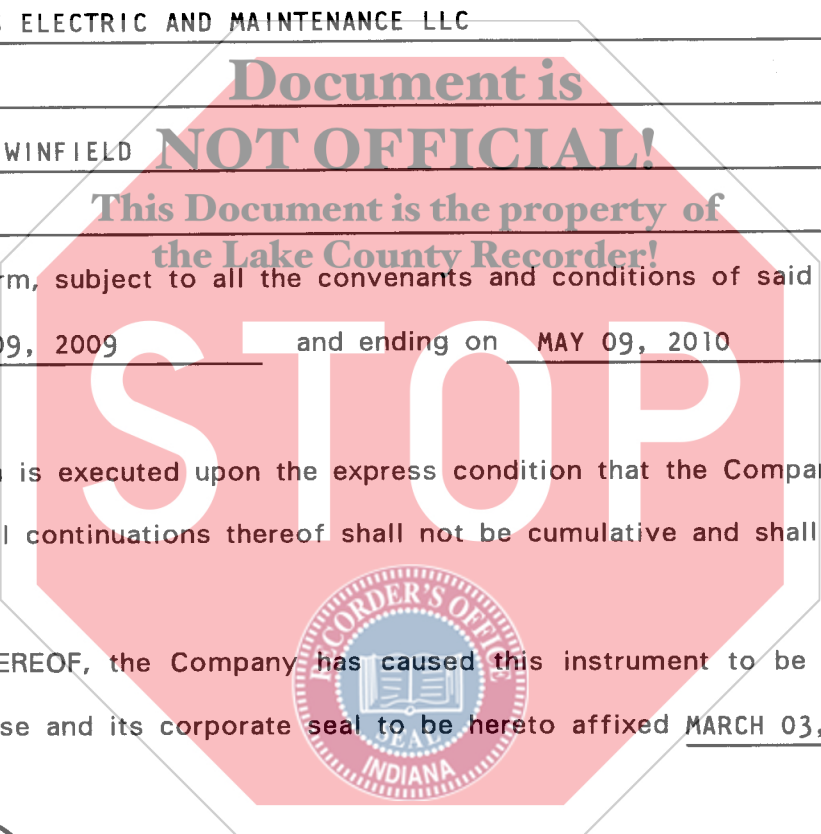 ELECTRIC AND MAINTENANCE LLC
Document is
WINFIELD
NOT OFFICIAL!
This Document is the property of
the Lake County Recorder!
rm, subject to all the convenants and conditions of said
09, 2009 and ending on MAY 09, 2010
STOP
is executed upon the express condition that the Compa
l continuations thereof shall not be cumulative and shall
RECORDER'S OFFICE
EREOF, the Company has caused this instrument to be
se and its corporate seal to be hereto affixed MARCH 03,
SEAL
INDIANA